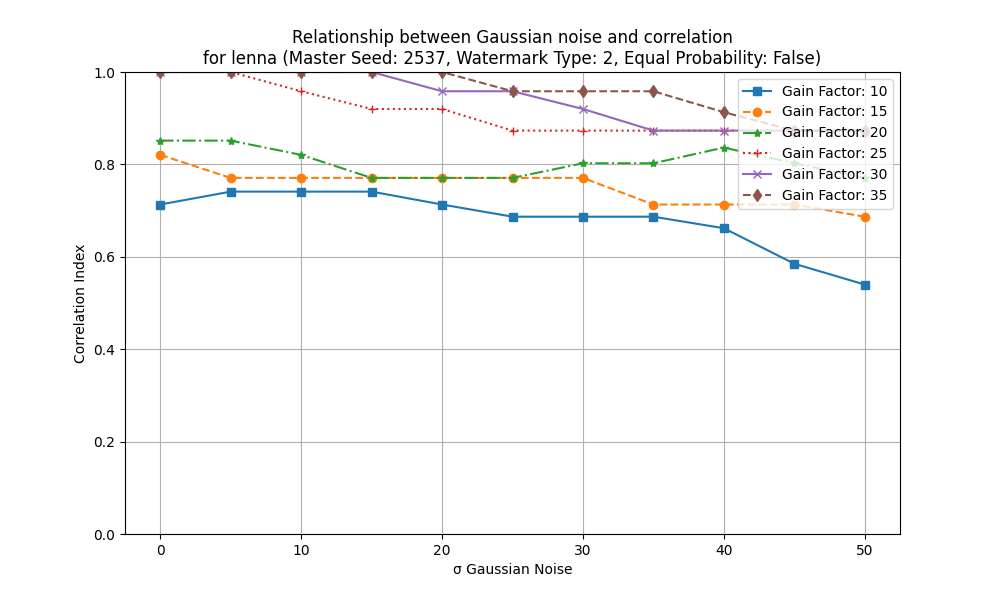 Relationship between Gaussian noise and correlation
for lenna (Master Seed: 2537, Watermark Type: 2, Equal Probability: False)
1.0
0.8
0.6
0.4
0.2
0.0
Correlation Index
Gain Factor: 10
Gain Factor: 15
Gain Factor: 20
Gain Factor: 25
Gain Factor: 30
Gain Factor: 35
0 10 20 30 40 50
σ Gaussian Noise